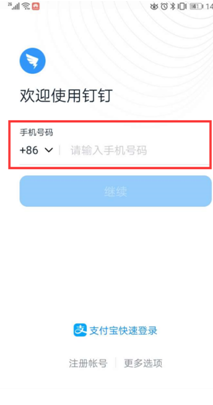 14
欢迎使用钉钉
手机号码
+86 请输入手机号码
继续
支付宝快速登录
注册帐号 | 更多选项